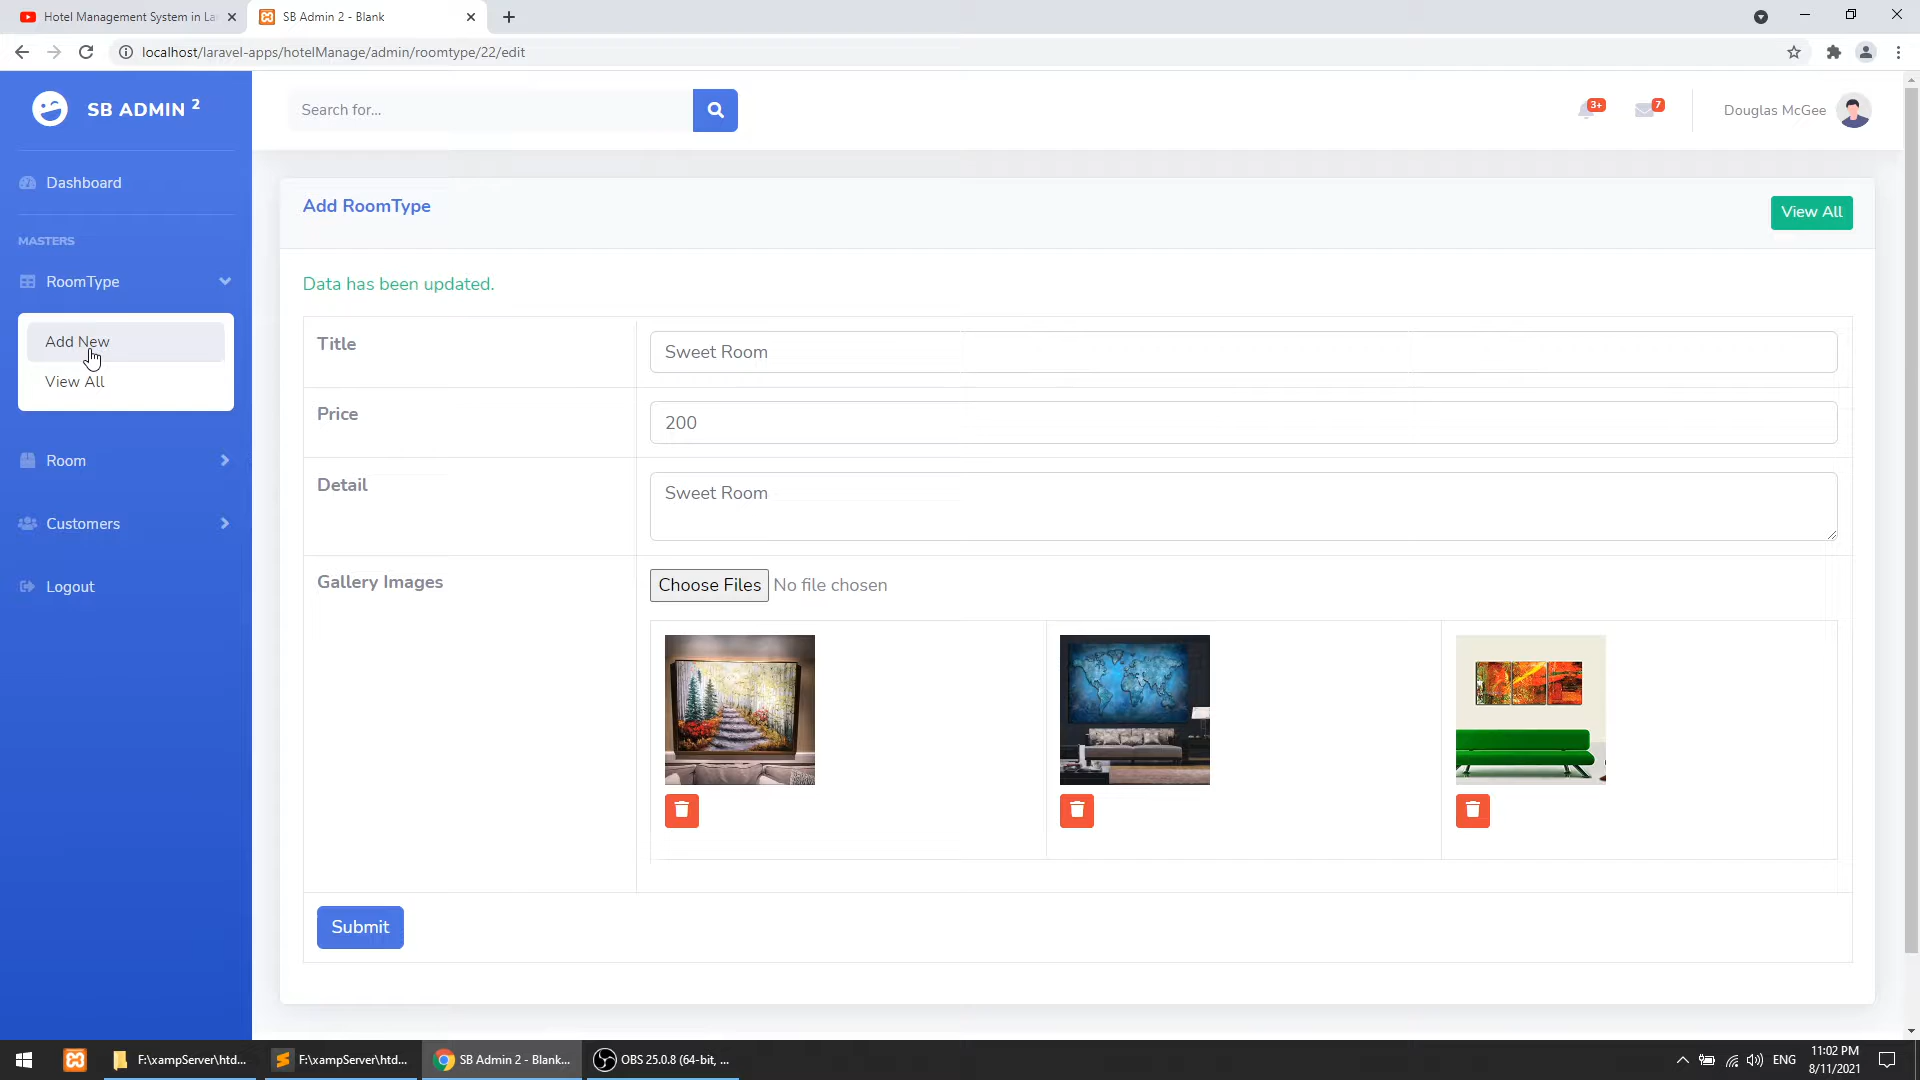 Hotel Management System in La
SB Admin 2 - Blank
localhost/laravel-apps/hotelManage/admin/roomtype/22/edit
SB ADMIN 2
Search for...
3+
7
Douglas McGee
Dashboard
MASTERS
RoomType
Add New
View All
Room
Customers
Logout
Add RoomType
View All
Data has been updated.
Title
Sweet Room
Price
200
Detail
Sweet Room
Gallery Images
Choose Files No file chosen
Submit
F:\xampServer\htd...
F:\xampServer\htd...
SB Admin 2 - Blank...
OBS 25.0.8 (64-bit, ...
ENG
11:02 PM
8/11/2021